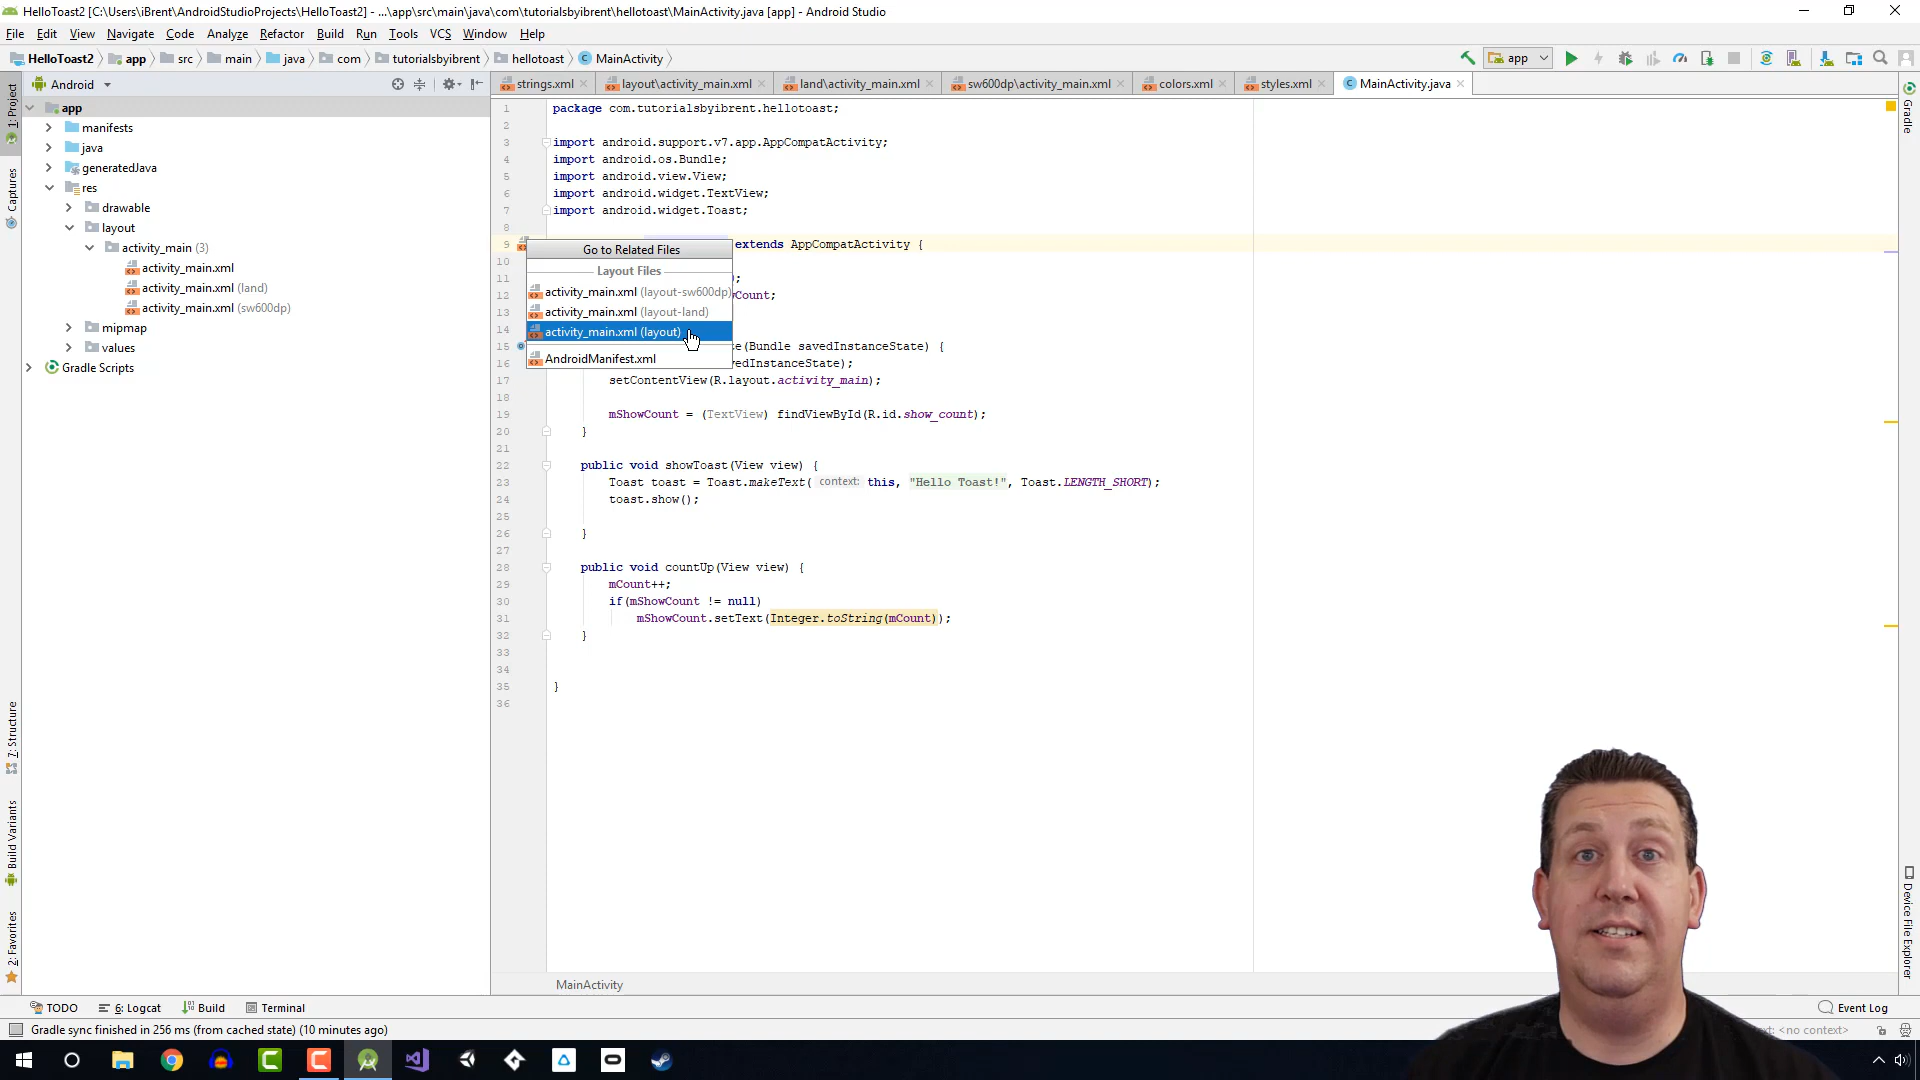 HelloToast2 [C:\Users\iBrent\AndroidStudioProjects\HelloToast2] - ...\app\src\main\java\com\tutorialsbyibrent\hellotoast\MainActivity.java [app] - Android Studio
File Edit View Navigate Code Analyze Refactor Build Run Tools VCS Window Help
HelloToast2 app src main java com tutorialsbyibrent hellotoast MainActivity app
Android
strings.xml layout\activity_main.xml land\activity_main.xml sw600dp\activity_main.xml colors.xml styles.xml MainActivity.java
1: Project
Captures
7: Structure
Build Variants
2: Favorites
app
manifests
java
generatedJava
res
drawable
layout
activity_main (3)
activity_main.xml
activity_main.xml (land)
activity_main.xml (sw600dp)
mipmap
values
Gradle Scripts
1 package com.tutorialsbyibrent.hellotoast;
2
3 import android.support.v7.app.AppCompatActivity;
4 import android.os.Bundle;
5 import android.view.View;
6 import android.widget.TextView;
7 import android.widget.Toast;
8
9 extends AppCompatActivity {
10
11 ;
12 Count;
13
14
15 (Bundle savedInstanceState) {
16 vedInstanceState);
17 setContentView(R.layout.activity_main);
18
19 mShowCount = (TextView) findViewById(R.id.show_count);
20 }
21
22 public void showToast(View view) {
23 Toast toast = Toast.makeText( context: this, "Hello Toast!", Toast.LENGTH_SHORT);
24 toast.show();
25
26 }
27
28 public void countUp(View view) {
29 mCount++;
30 if(mShowCount != null)
31 mShowCount.setText(Integer.toString(mCount));
32 }
33
34
35 }
36
Go to Related Files
Layout Files
activity_main.xml (layout-sw600dp)
activity_main.xml (layout-land)
activity_main.xml (layout)
AndroidManifest.xml
MainActivity
Gradle
Device File Explorer
TODO 6: Logcat Build Terminal Event Log
Gradle sync finished in 256 ms (from cached state) (10 minutes ago) <no context>